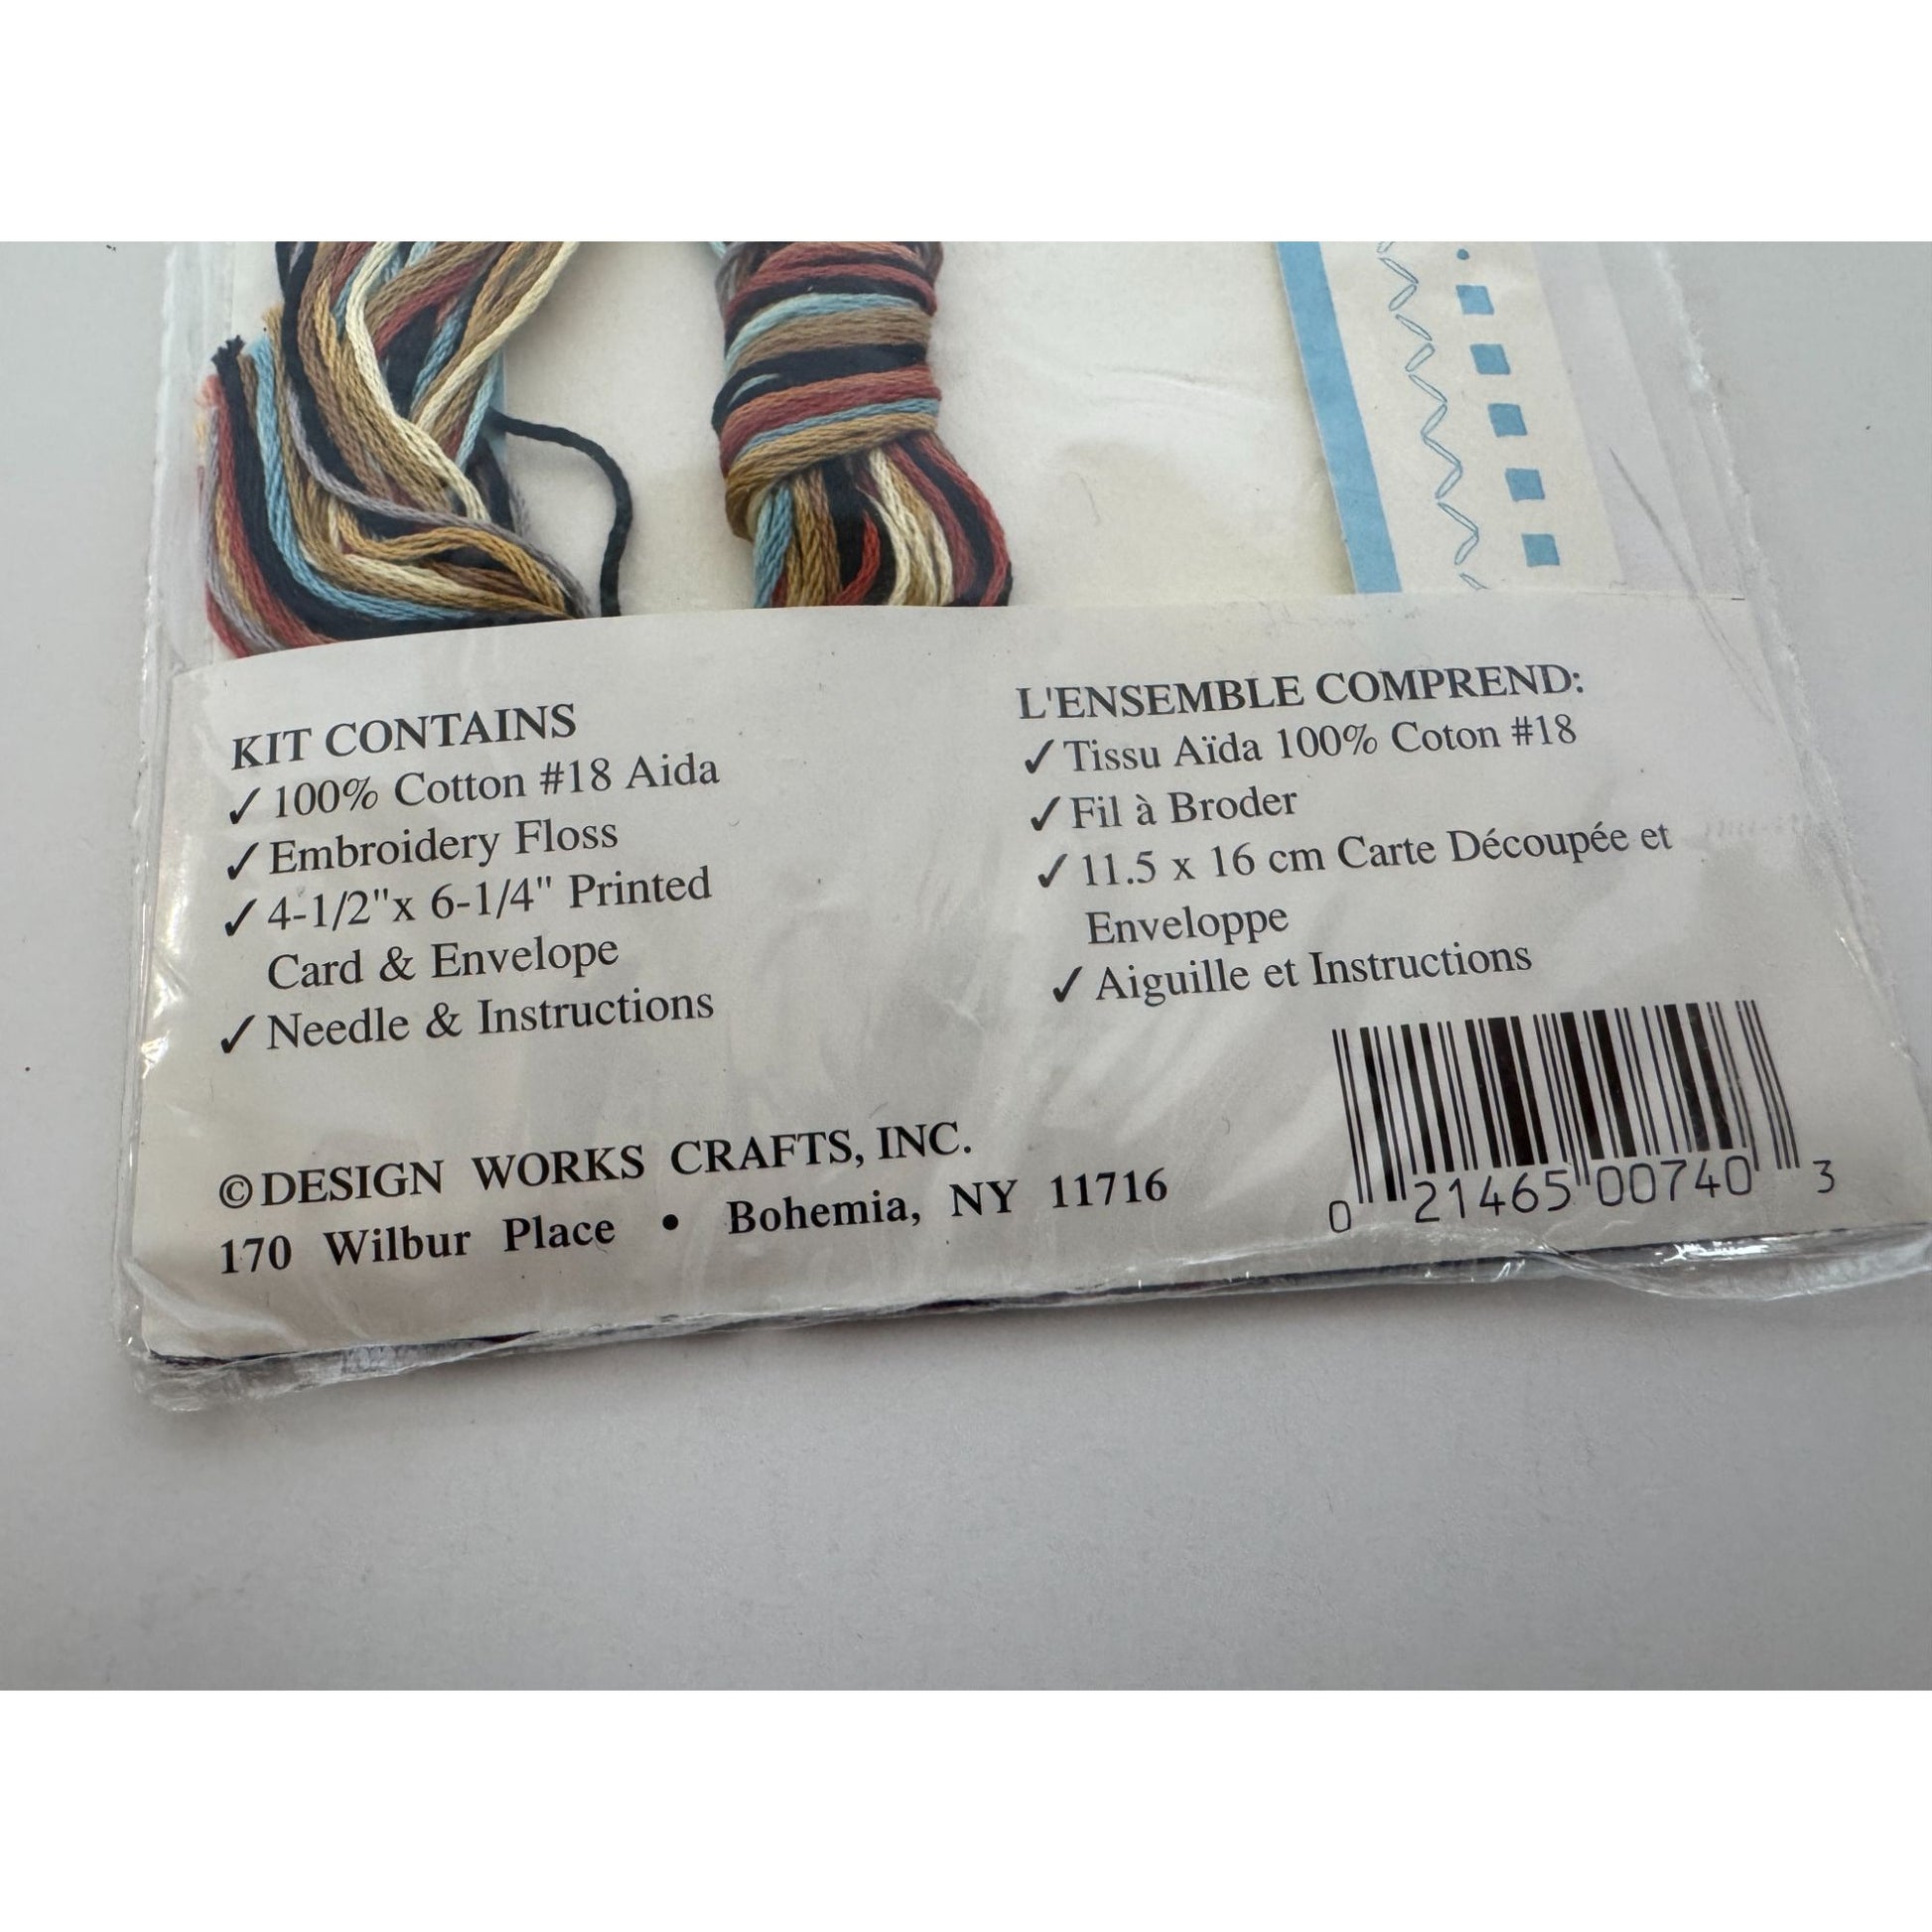 KIT CONTAINS
✓100% Cotton #18 Aida
✓Embroidery Floss
✓4-1/2"x 6-1/4" Printed
Card & Envelope
✓Needle & Instructions
L'ENSEMBLE COMPREND:
✓Tissu Aïda 100% Coton #18
✓Fil à Broder
✓11.5 x 16 cm Carte Découpée et
Enveloppe
✓Aiguille et Instructions
©DESIGN WORKS CRAFTS, INC.
170 Wilbur Place • Bohemia, NY 11716
0 21465 00740 3